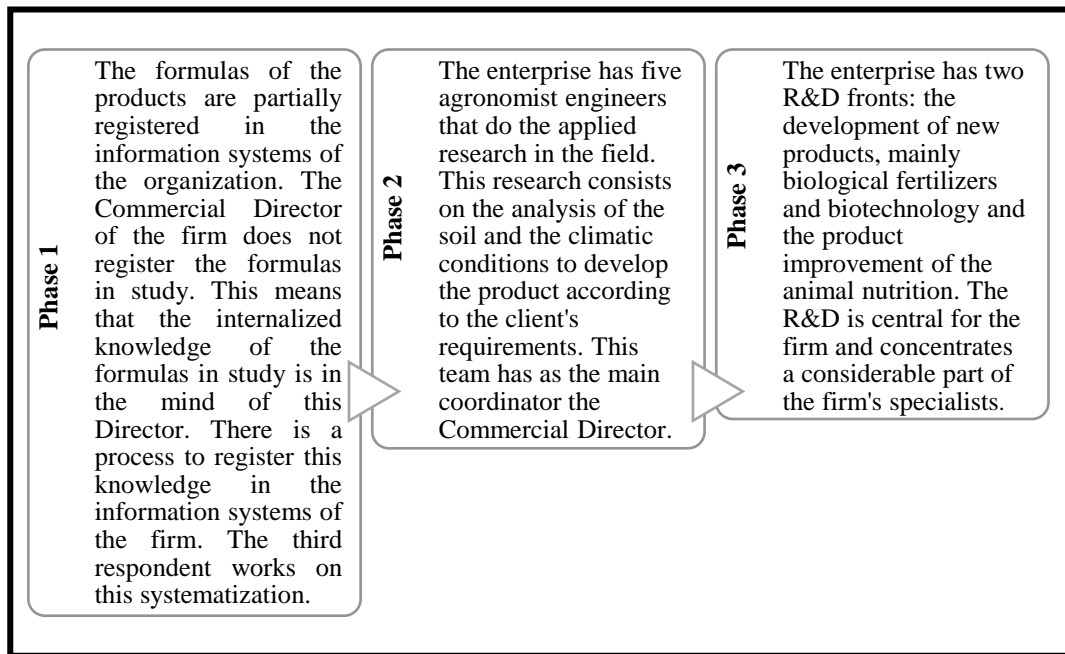 Phase 1
The formulas of the
products are partially
registered in the
information systems of
the organization. The
Commercial Director
of the firm does not
register the formulas
in study. This means
that the internalized
knowledge of the
formulas in study is in
the mind of this
Director. There is a
process to register this
knowledge in the
information systems of
the firm. The third
respondent works on
this systematization.
Phase 2
The enterprise has five
agronomist engineers
that do the applied
research in the field.
This research consists
on the analysis of the
soil and the climatic
conditions to develop
the product according
to the client's
requirements. This
team has as the main
coordinator the
Commercial Director.
Phase 3
The enterprise has two
R&D fronts: the
development of new
products, mainly
biological fertilizers
and biotechnology and
the product
improvement of the
animal nutrition. The
R&D is central for the
firm and concentrates
a considerable part of
the firm's specialists.